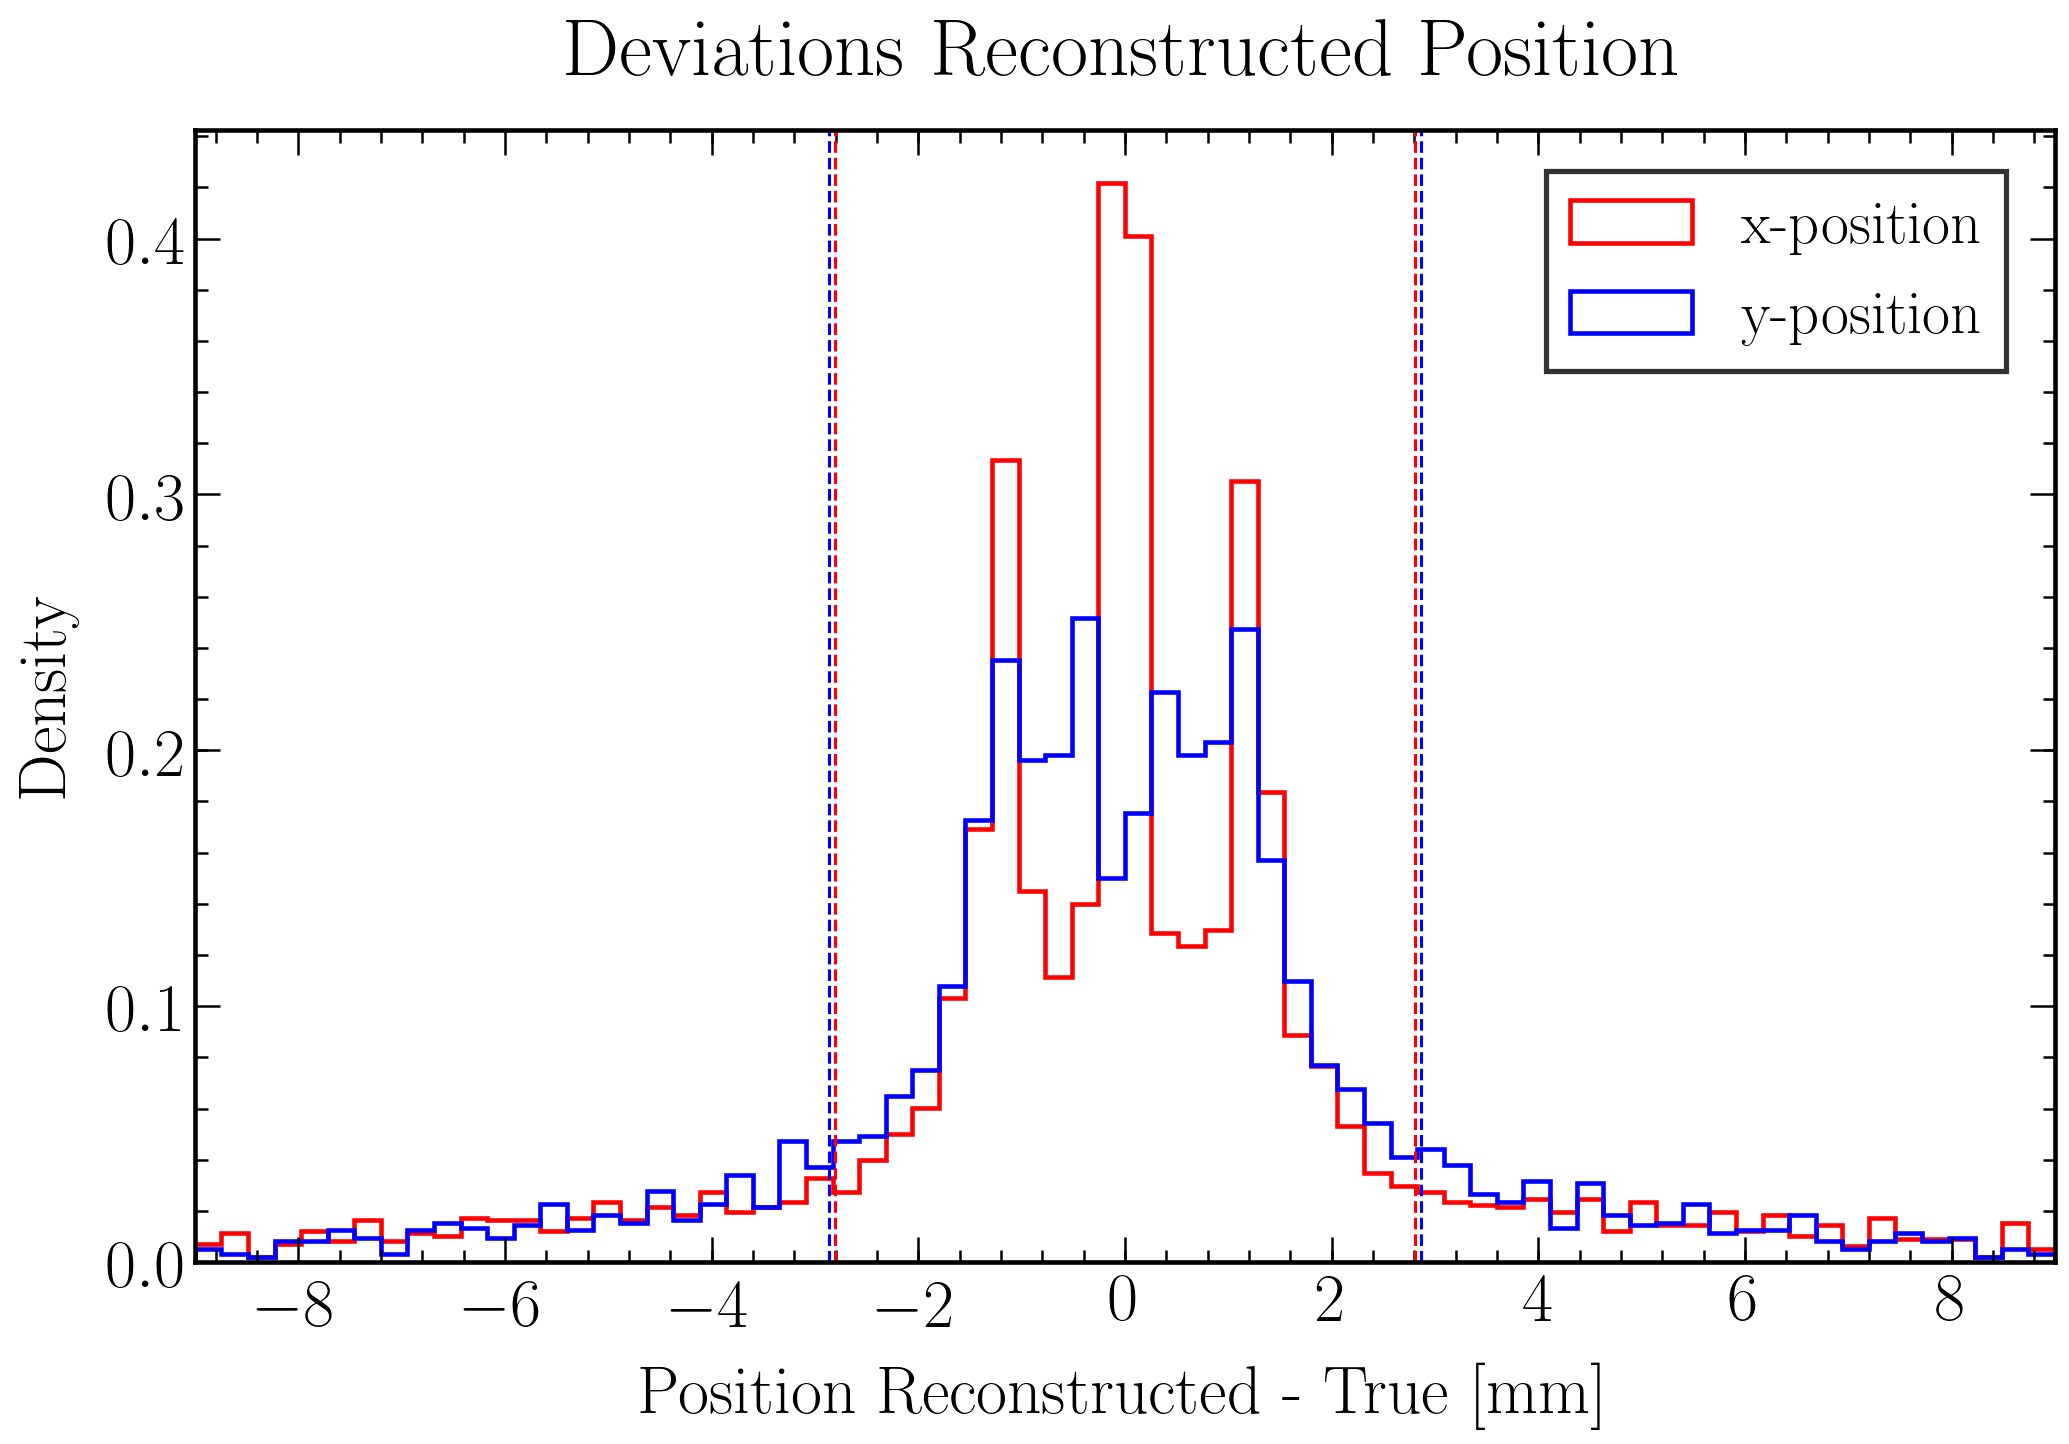 Deviations Reconstructed Position
x-position
y-position
Density
0.4
0.3
0.2
0.1
0.0
−8 −6 −4 −2 0 2 4 6 8
Position Reconstructed - True [mm]